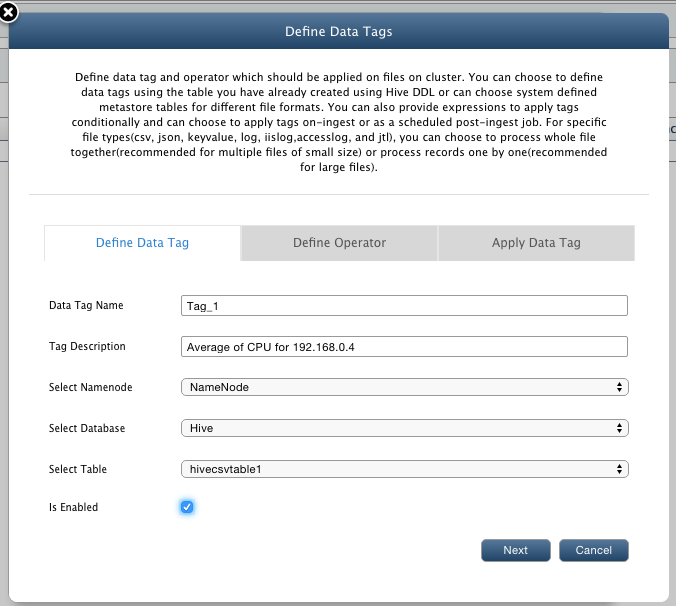 Define Data Tags
Define data tag and operator which should be applied on files on cluster. You can choose to define
data tags using the table you have already created using Hive DDL or can choose system defined
metastore tables for different file formats. You can also provide expressions to apply tags
conditionally and can choose to apply tags on-ingest or as a scheduled post-ingest job. For specific
file types(csv, json, keyvalue, log, iislog,accesslog, and jtl), you can choose to process whole file
together(recommended for multiple files of small size) or process records one by one(recommended
for large files).
Define Data Tag
Define Operator
Apply Data Tag
Data Tag Name
Tag_1
Tag Description
Average of CPU for 192.168.0.4
Select Namenode
NameNode
Select Database
Hive
Select Table
hivecsvtable1
Is Enabled
Next
Cancel